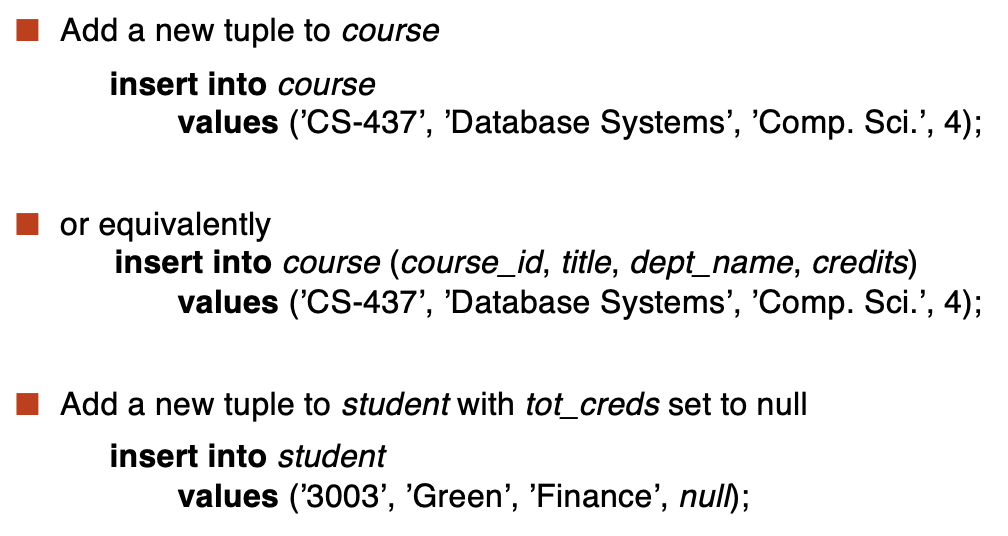 Add a new tuple to course
insert into course
values (’CS-437’, ’Database Systems’, ’Comp. Sci.’, 4);
or equivalently
insert into course (course_id, title, dept_name, credits)
values (’CS-437’, ’Database Systems’, ’Comp. Sci.’, 4);
Add a new tuple to student with tot_creds set to null
insert into student
values (’3003’, ’Green’, ’Finance’, null);